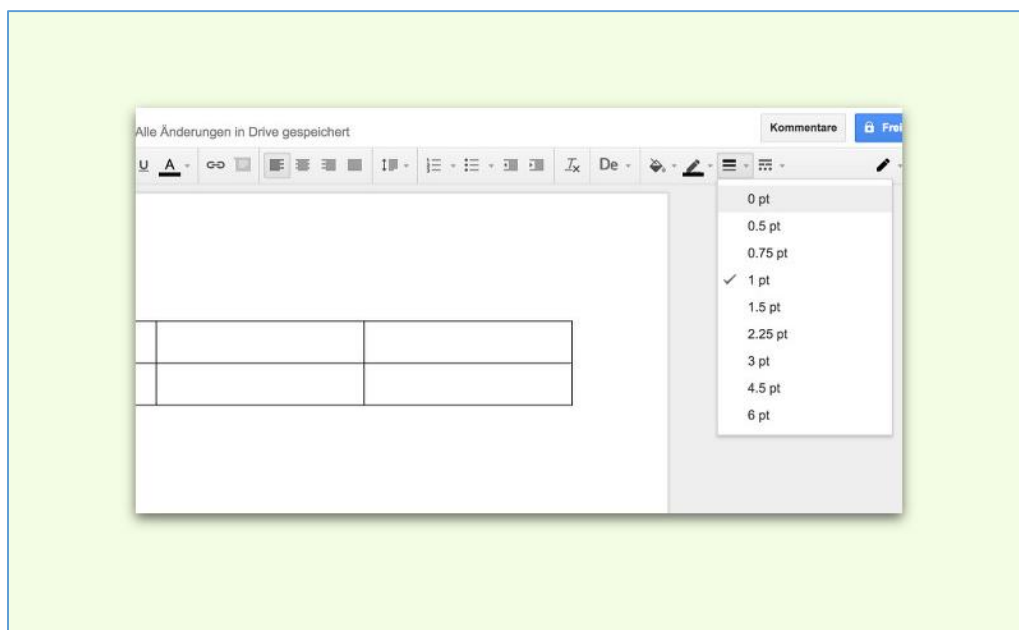 Alle Änderungen in Drive gespeichert
Kommentare
Frei
U A
De
0 pt
0.5 pt
0.75 pt
1 pt
1.5 pt
2.25 pt
3 pt
4.5 pt
6 pt